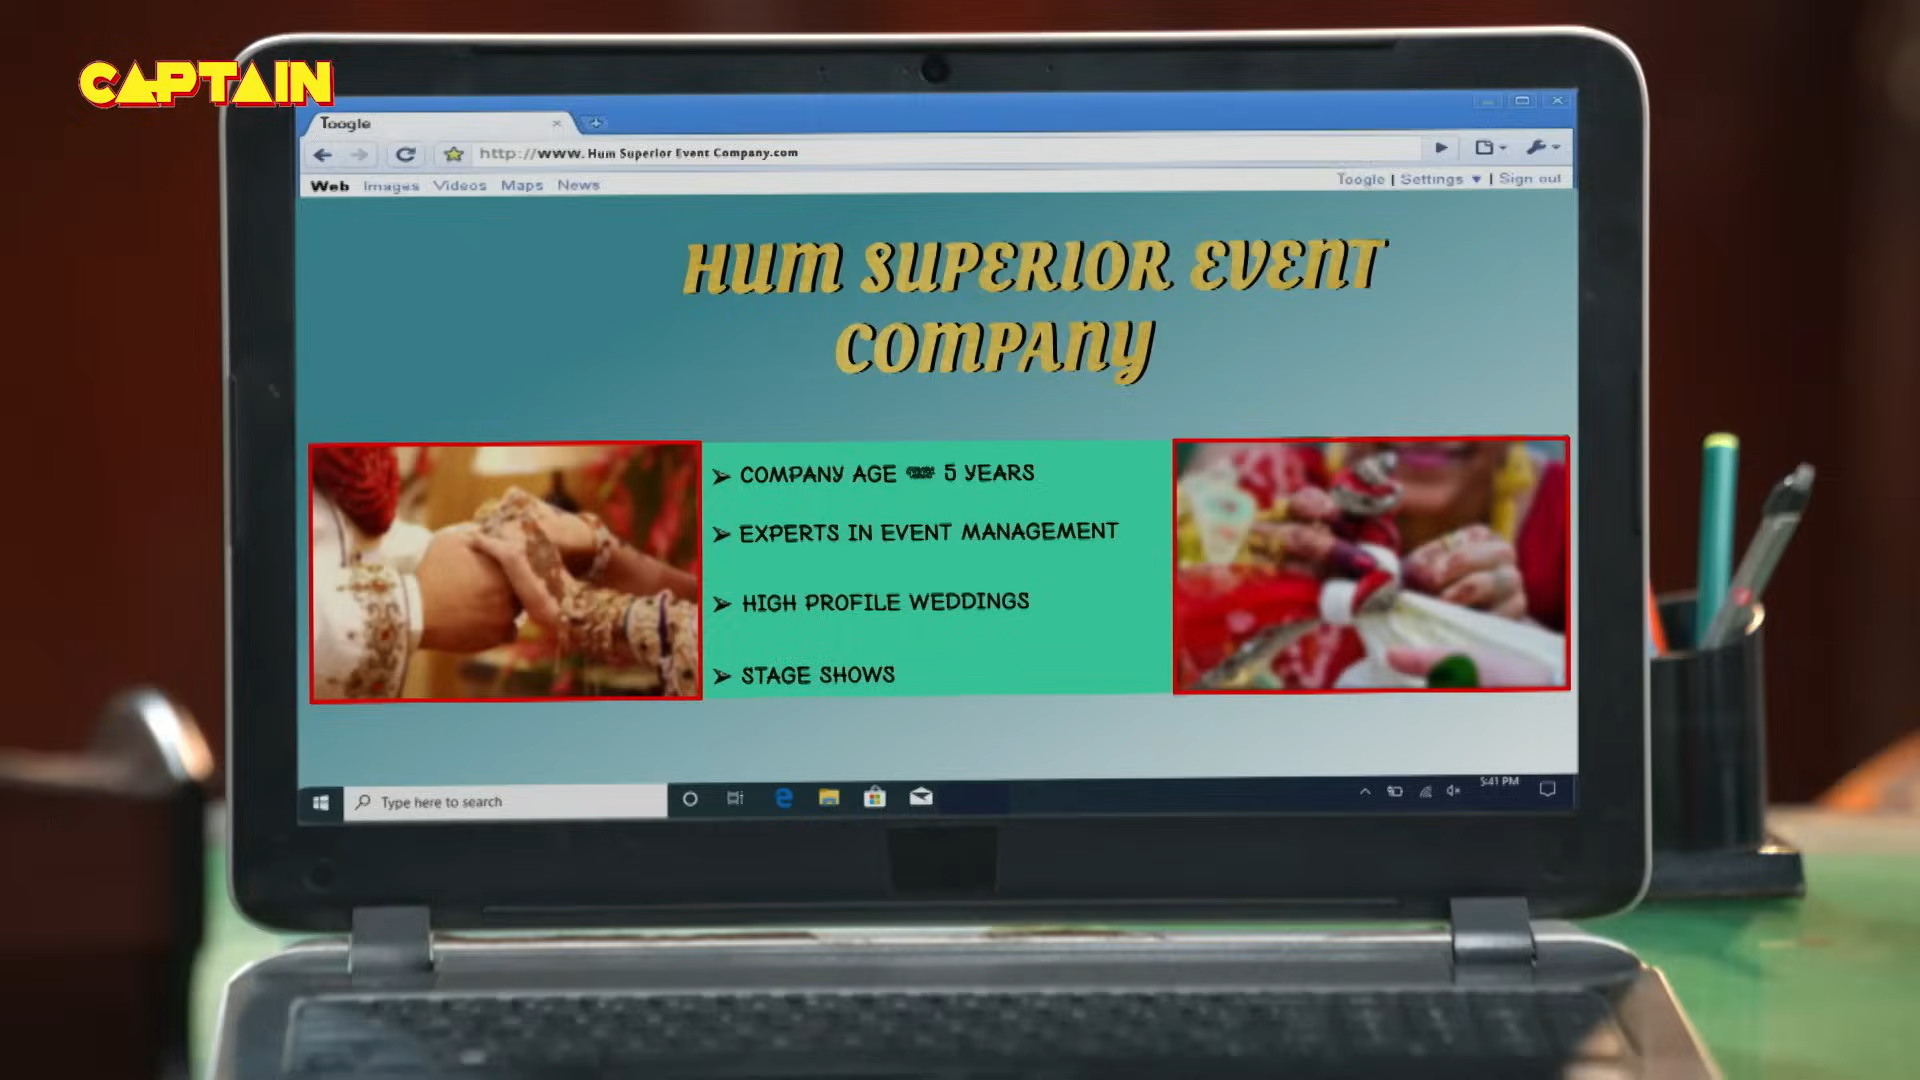 CAPTAIN
Toogle
http://www. Hum Superior Event Company.com
Web Images Videos Maps News
Toogle | Settings | Sign out
HUM SUPERIOR EVENT
COMPANY
➢ COMPANY AGE 5 YEARS
➢ EXPERTS IN EVENT MANAGEMENT
➢ HIGH PROFILE WEDDINGS
➢ STAGE SHOWS
Type here to search
5:41 PM